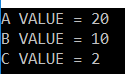 A VALUE = 20
B VALUE = 10
C VALUE = 2